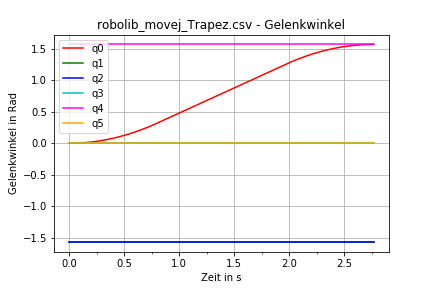 robolib_movej_Trapez.csv - Gelenkwinkel
Gelenkwinkel in Rad
1.5
1.0
0.5
0.0
−0.5
−1.0
−1.5
q0
q1
q2
q3
q4
q5
0.0 0.5 1.0 1.5 2.0 2.5
Zeit in s